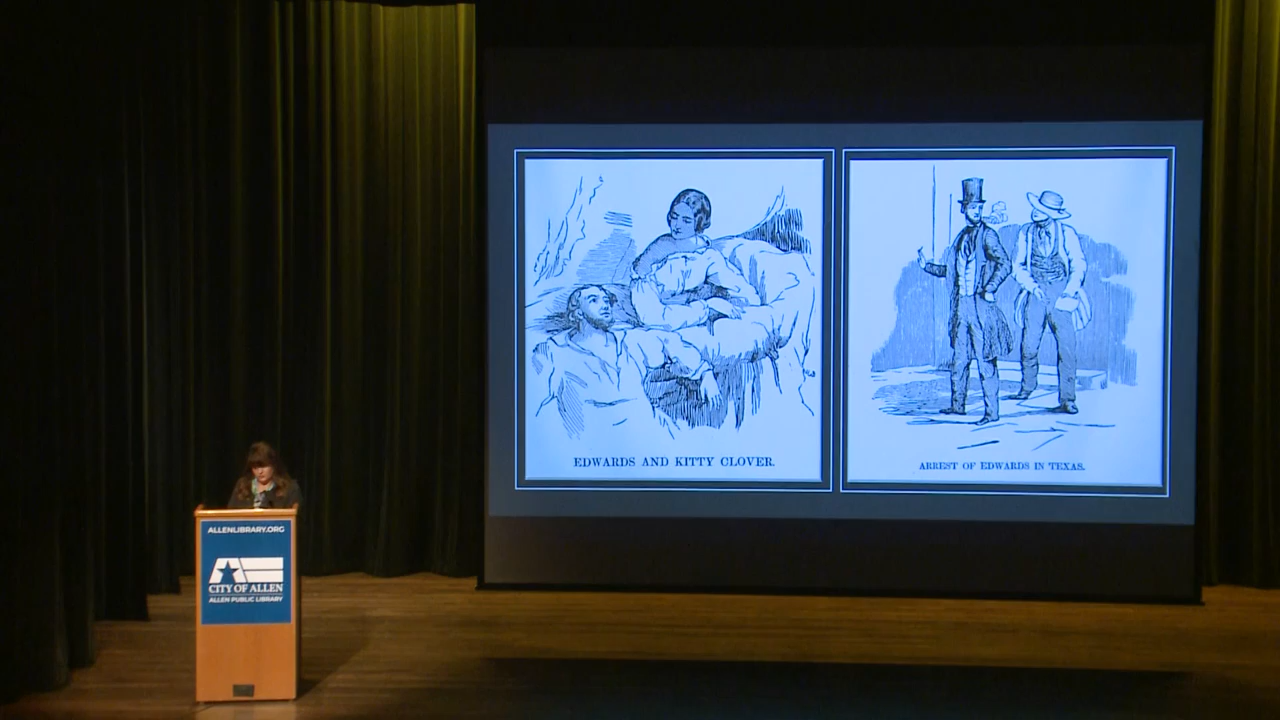 EDWARDS AND KITTY CLOVER.
ARREST OF EDWARDS IN TEXAS.
ALLENLIBRARY.ORG
CITY OF ALLEN
ALLEN PUBLIC LIBRARY